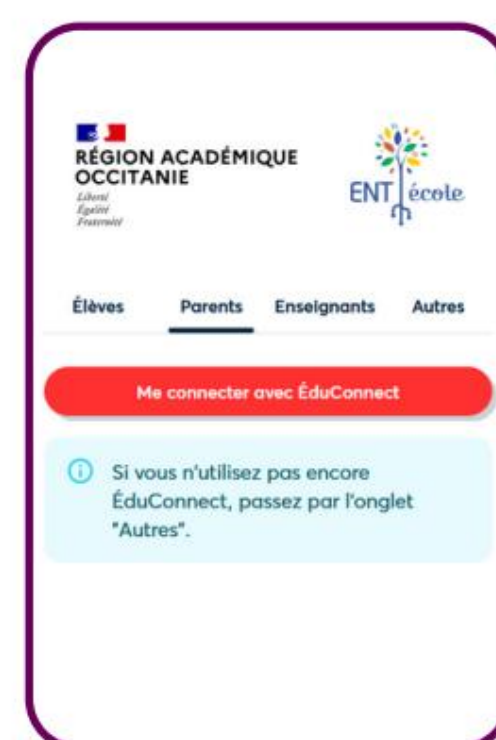 RÉGION ACADÉMIQUE
OCCITANIE
Liberté
Égalité
Fraternité
ENT école
Élèves Parents Enseignants Autres
Me connecter avec ÉduConnect
Si vous n'utilisez pas encore
ÉduConnect, passez par l'onglet
"Autres".